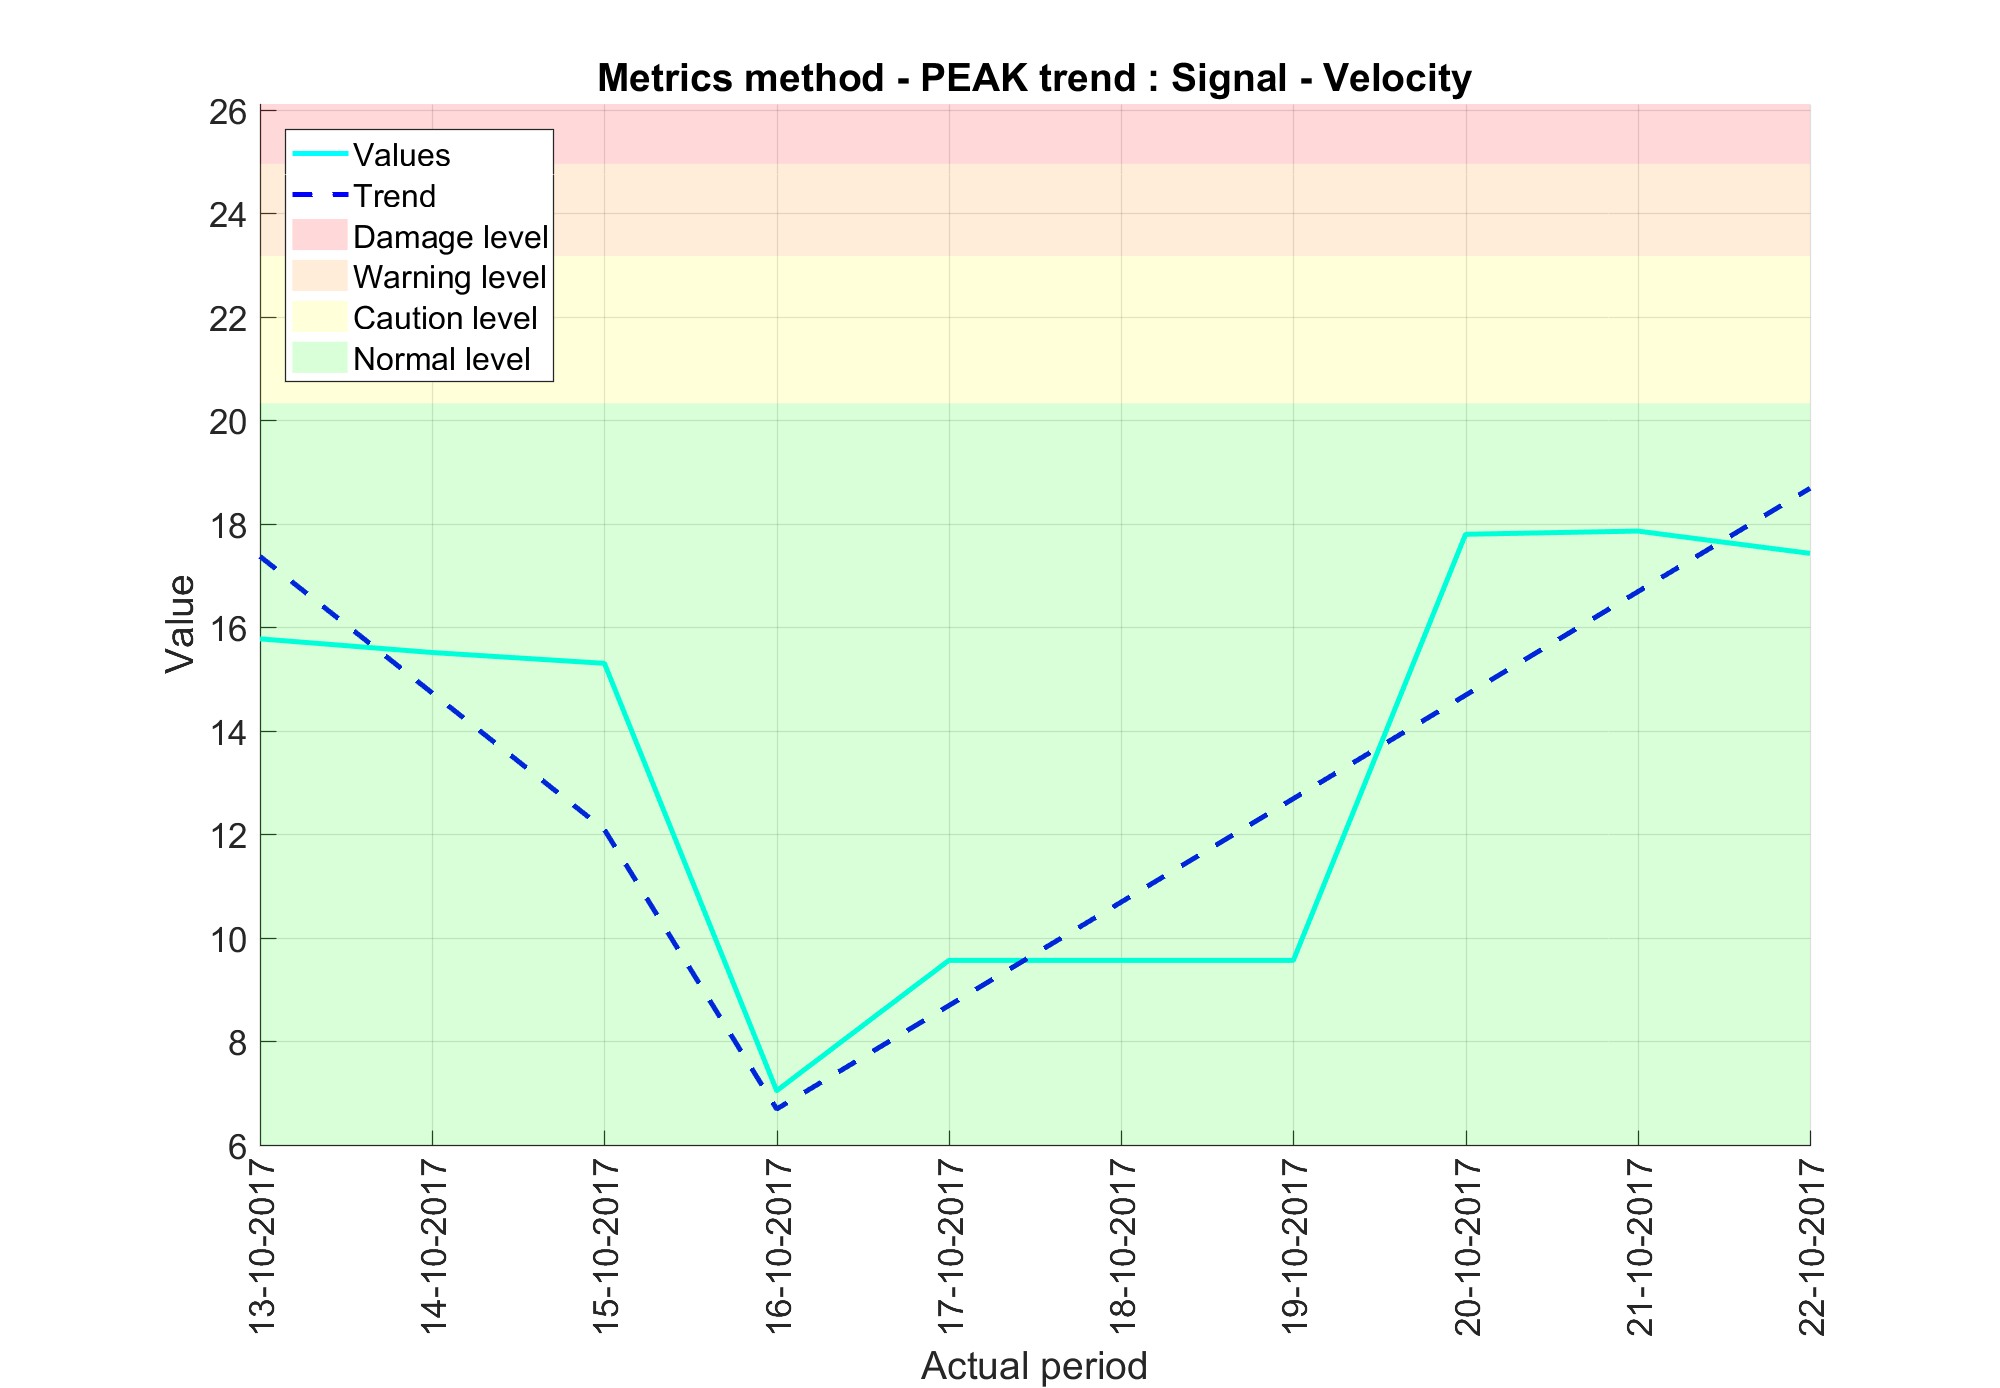 Metrics method - PEAK trend : Signal - Velocity
26
24
22
20
18
16
14
12
10
8
6
Value
Values
Trend
Damage level
Warning level
Caution level
Normal level
13-10-2017
14-10-2017
15-10-2017
16-10-2017
17-10-2017
18-10-2017
19-10-2017
20-10-2017
21-10-2017
22-10-2017
Actual period